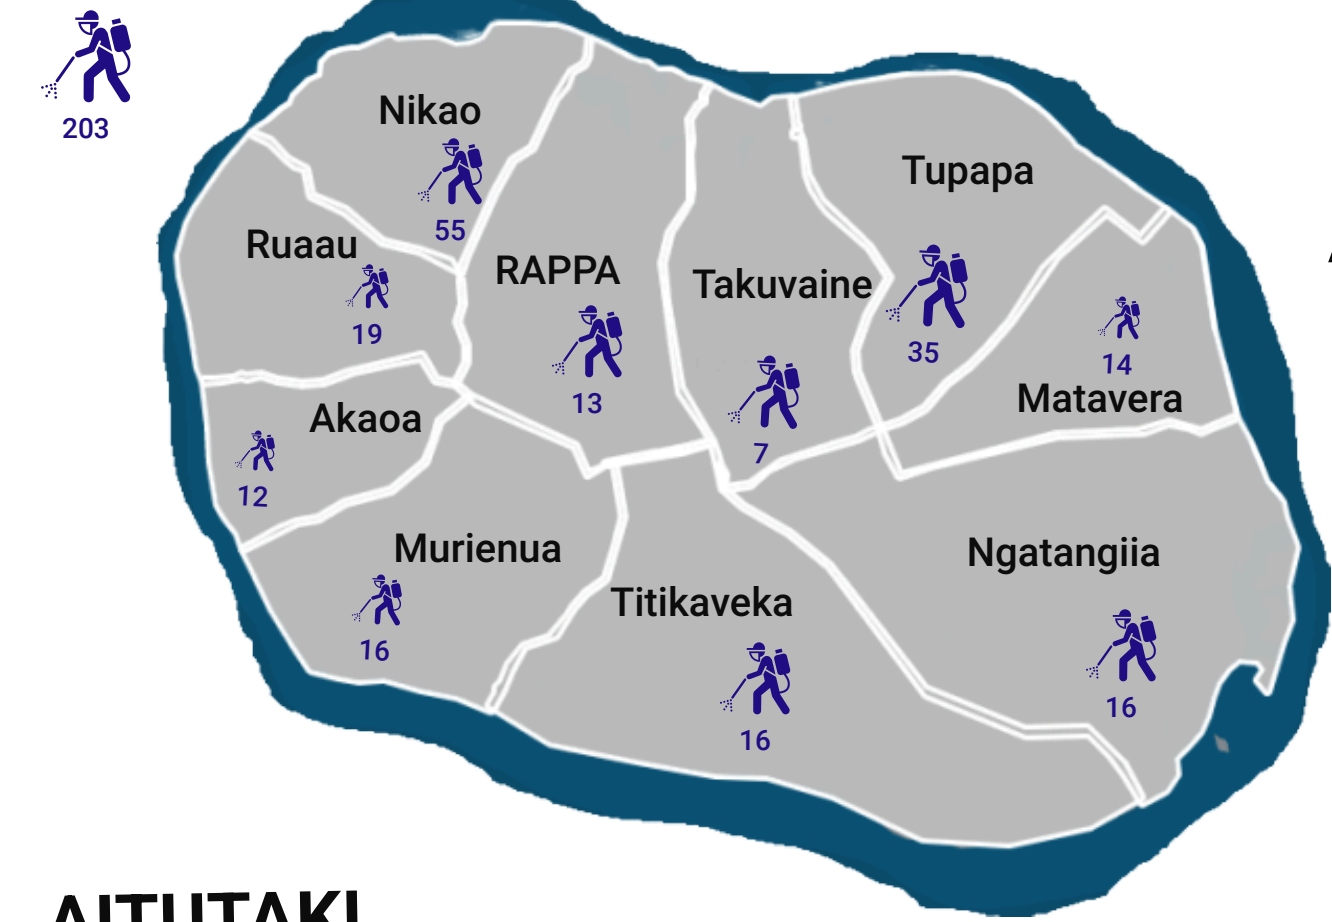 203
Nikao
55
Tupapa
Ruaau
19
RAPPA
13
Takuvaine
7
35
14
Matavera
Akaoa
12
Murienua
16
Titikaveka
16
Ngatangiia
16
AITUTAKI